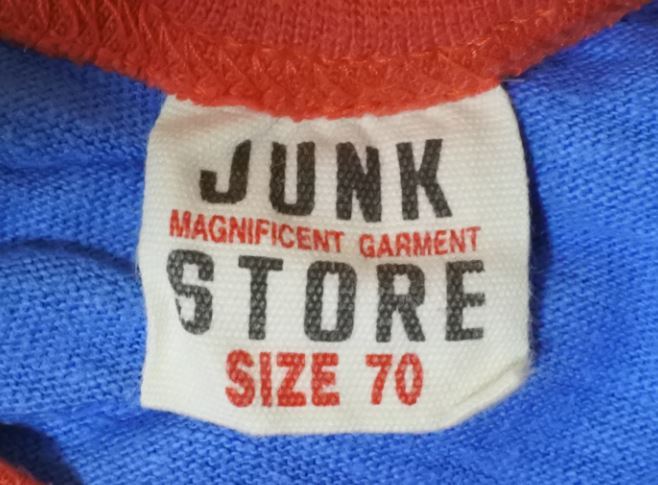 JUNK
MAGNIFICENT GARMENT
STORE
SIZE 70